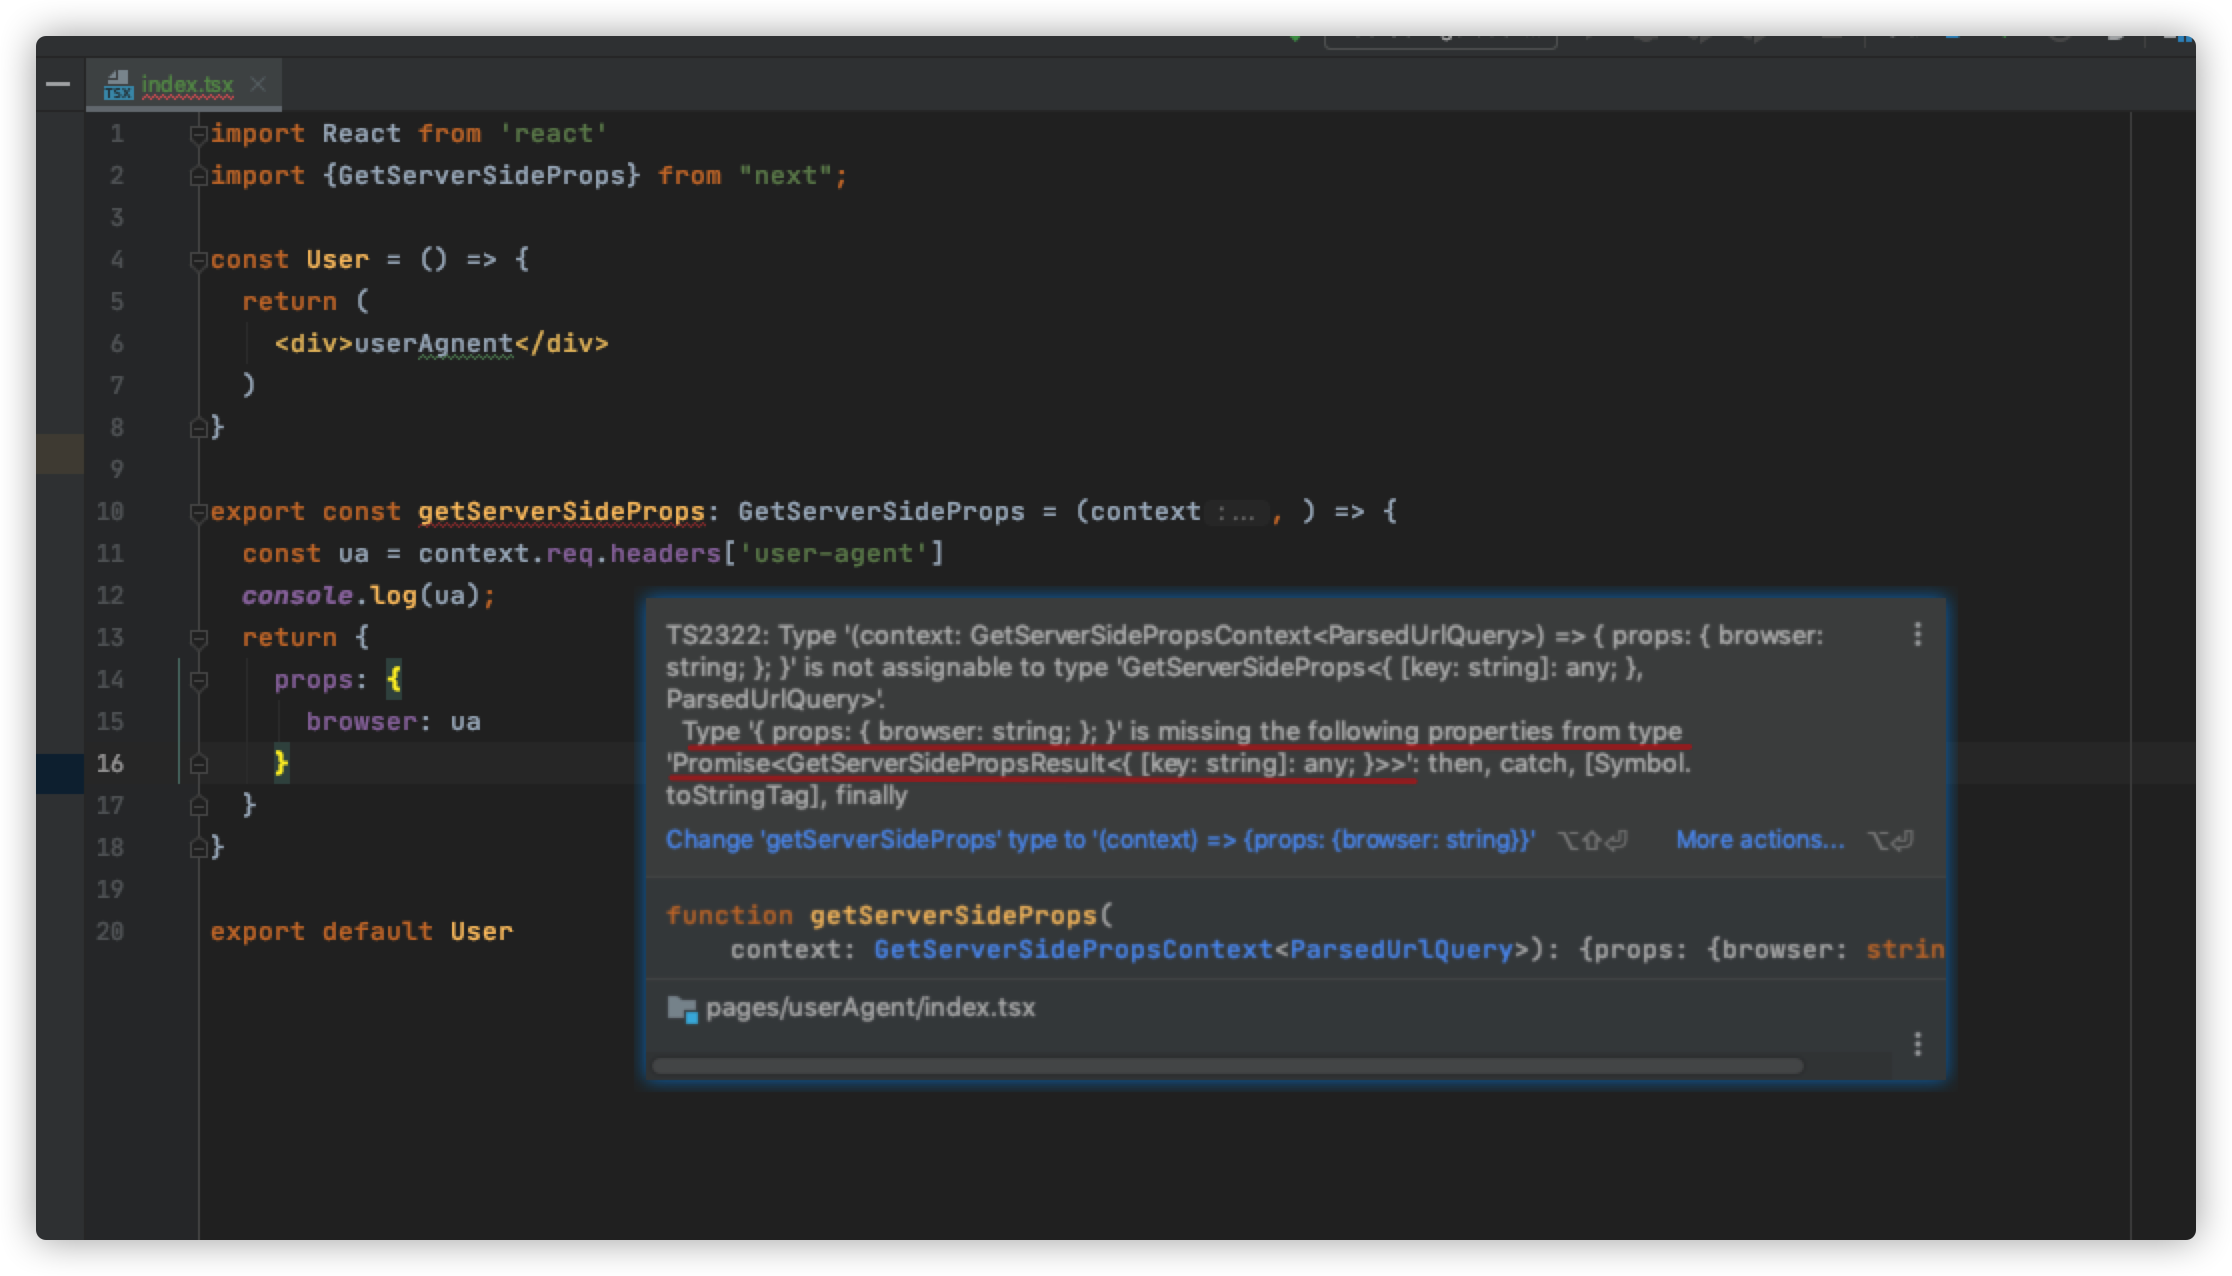 index.tsx
1 import React from 'react'
2 import {GetServerSideProps} from "next";
3
4 const User = () => {
5 return (
6 <div>userAgnent</div>
7 )
8 }
9
10 export const getServerSideProps: GetServerSideProps = (context :... , ) => {
11 const ua = context.req.headers['user-agent']
12 console.log(ua);
13 return {
14 props: {
15 browser: ua
16 }
17 }
18 }
19
20 export default User
TS2322: Type '(context: GetServerSidePropsContext<ParsedUrlQuery>) => { props: { browser:
string; }; }' is not assignable to type 'GetServerSideProps<{ [key: string]: any; },
ParsedUrlQuery>'.
Type '{ props: { browser: string; }; }' is missing the following properties from type
'Promise<GetServerSidePropsResult<{ [key: string]: any; }>>': then, catch, [Symbol.
toStringTag], finally
Change 'getServerSideProps' type to '(context) => {props: {browser: string}}' ⌥⇧⏎ More actions... ⌥⏎
function getServerSideProps(
context: GetServerSidePropsContext<ParsedUrlQuery>): {props: {browser: strin
pages/userAgent/index.tsx